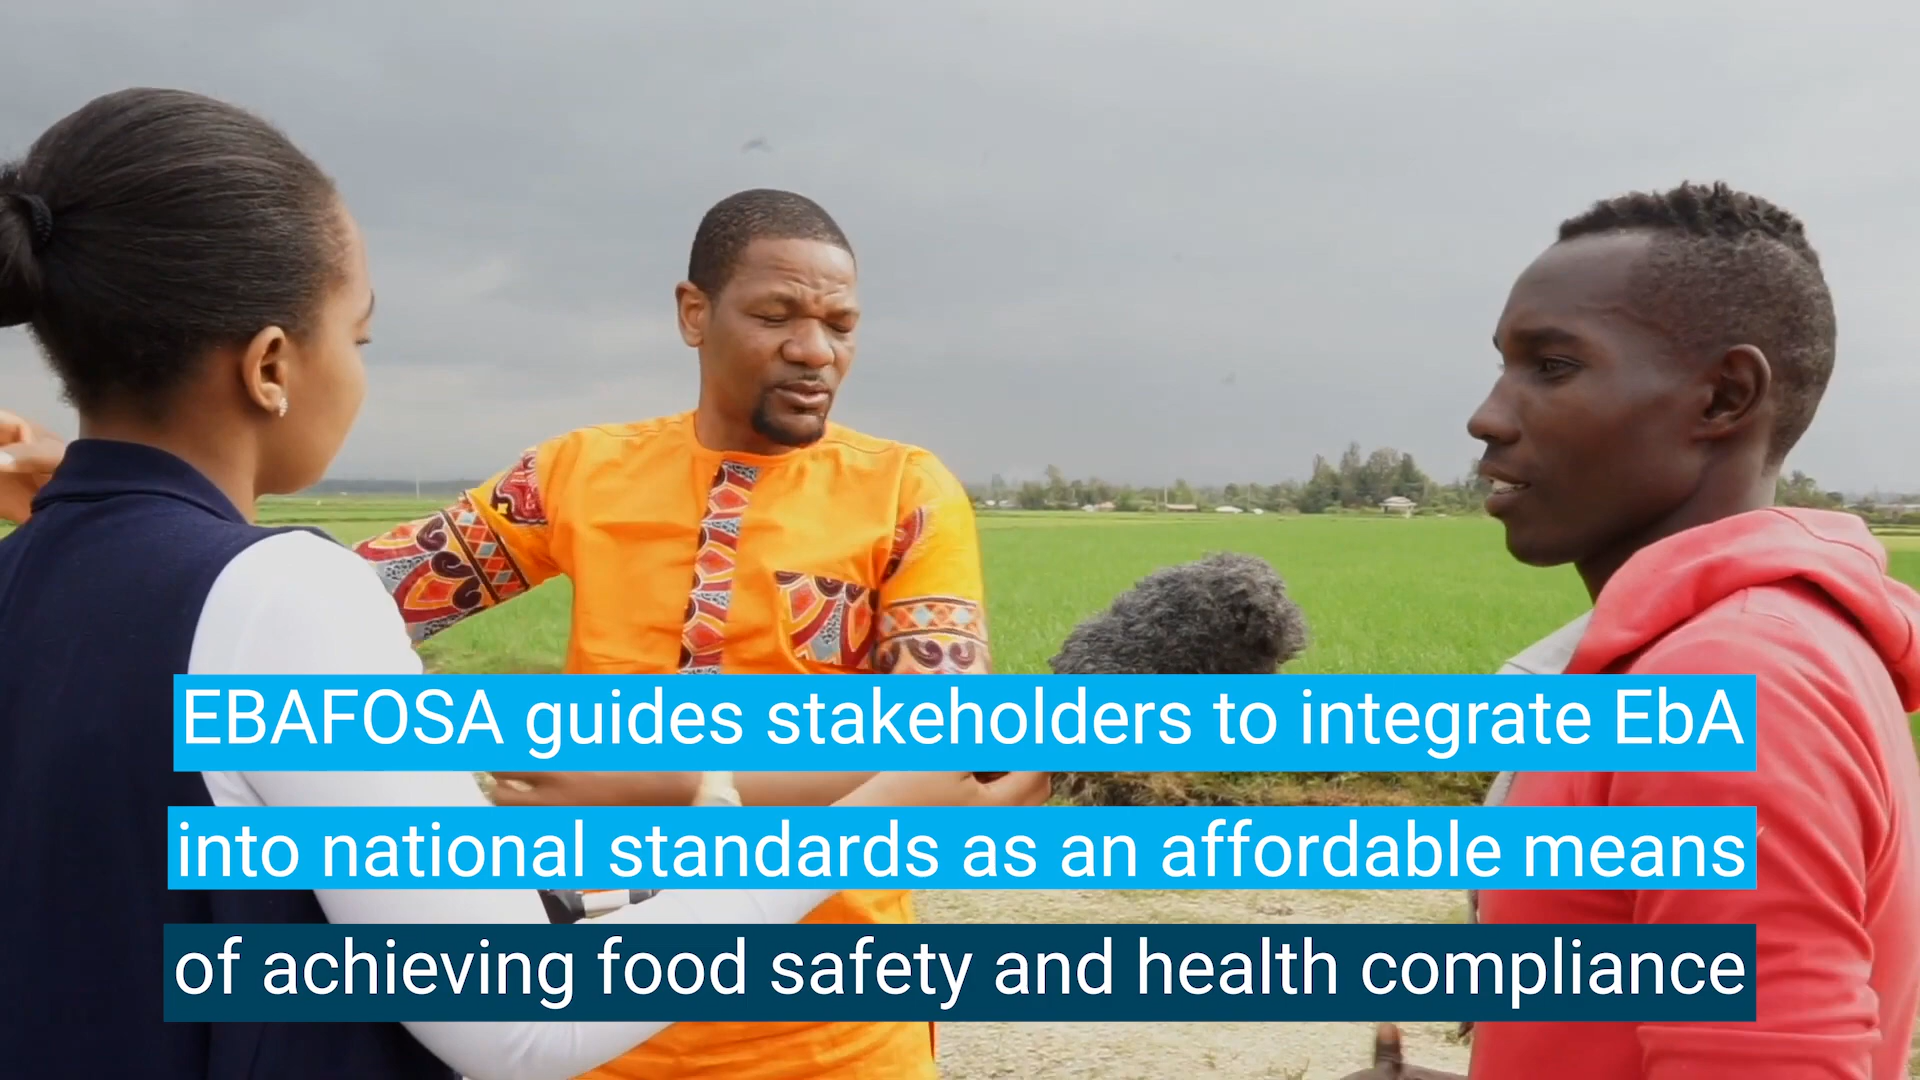 EBAFOSA guides stakeholders to integrate EbA
into national standards as an affordable means
of achieving food safety and health compliance